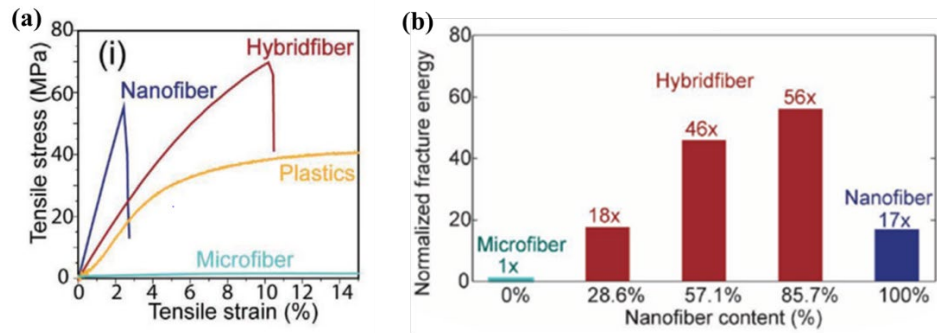 (a)
(i)
Hybridfiber
Nanofiber
Plastics
Microfiber
Tensile stress (MPa)
80
60
40
20
0
0 2 4 6 8 10 12 14
Tensile strain (%)
(b)
Normalized fracture energy
80
60
40
20
0
Hybridfiber
56x
46x
18x
Nanofiber
17x
Microfiber
1x
0% 28.6% 57.1% 85.7% 100%
Nanofiber content (%)